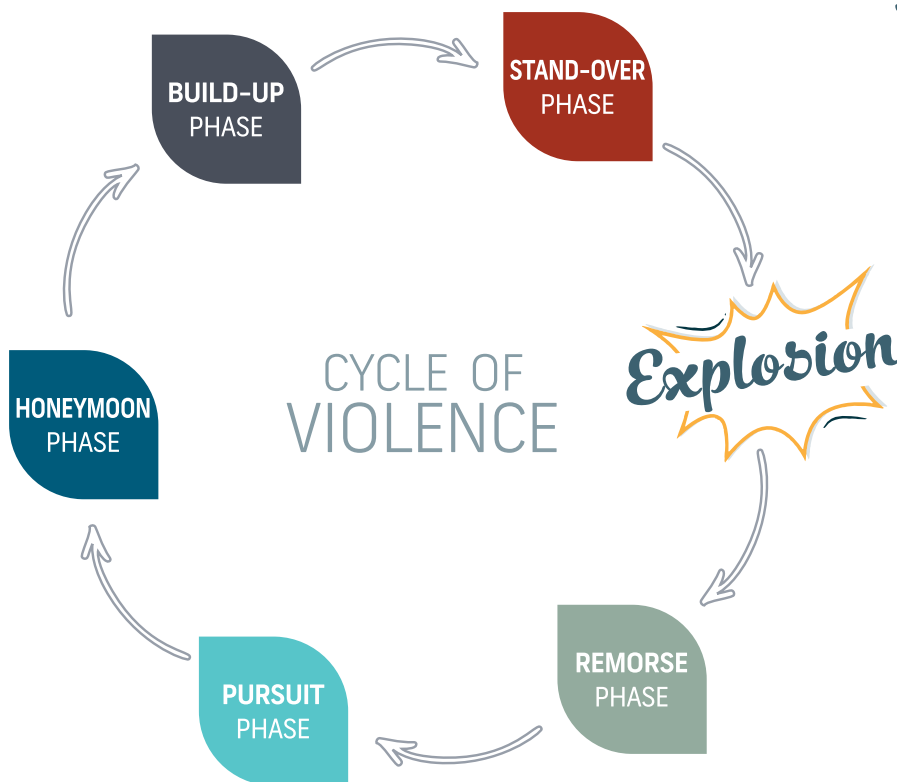 BUILD-UP
PHASE
STAND-OVER
PHASE
Explosion
CYCLE OF
VIOLENCE
HONEYMOON
PHASE
REMORSE
PHASE
PURSUIT
PHASE